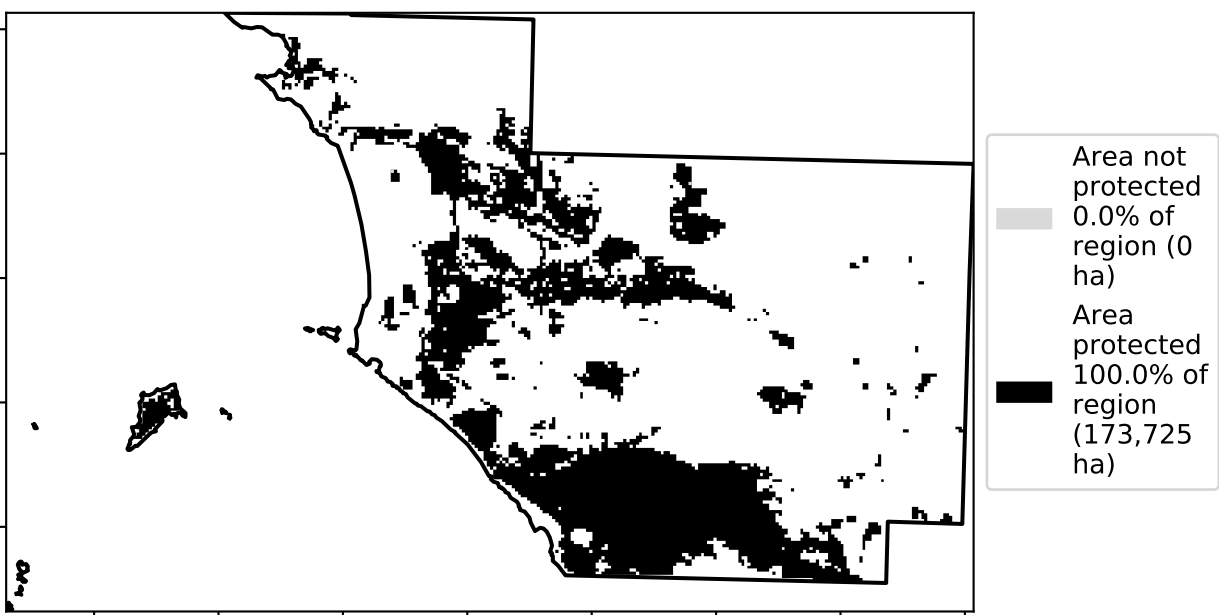 Area not
protected
0.0% of
region (0
ha)
Area
protected
100.0% of
region
(173,725
ha)